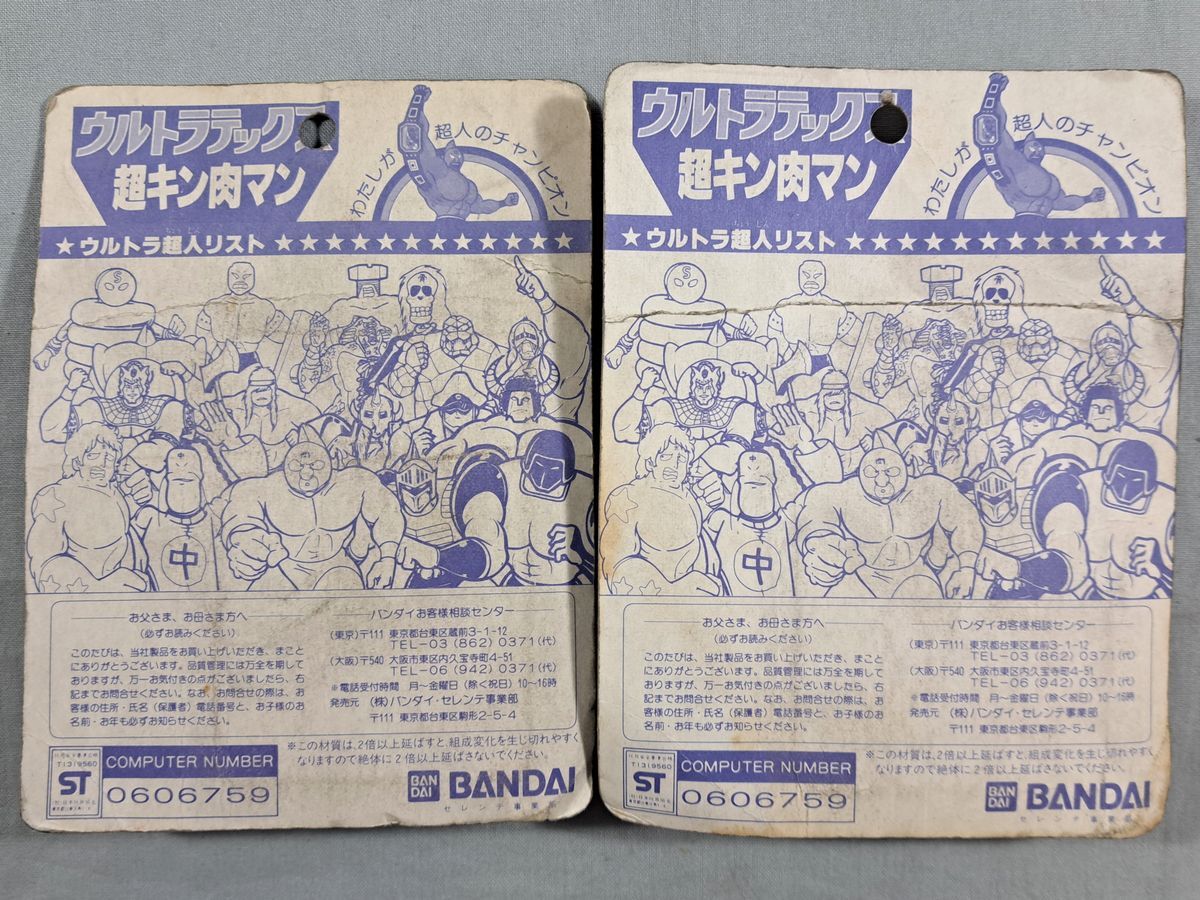 ウルトラテックス
超キン肉マン
わたしが超人のチャンピオン
★ウルトラ超人リスト★★★★★★★★★★★★
S
中
お父さま、お母さま方へ
(必ずお読みください)
このたびは、当社製品をお買い上げいただき、まこと
にありがとうございます。品質管理には万全を期して
おりますが、万一お気付きの点がございましたら、右
記までお問合せください。なお、お問合せの際は、お
客様の住所・氏名(保護者)電話番号と、お子様のお
名前・お年も必ずお知らせください。
バンダイお客様相談センター
(東京)〒111 東京都台東区蔵前3-1-12
TEL-03(862)0371(代)
(大阪)〒540 大阪市東区内久宝寺町4-51
TEL-06(942)0371(代)
※電話受付時間 月〜金曜日(除く祝日)10〜16時
発売元 (株)バンダイ・セレンテ事業部
〒111 東京都台東区駒形2-5-4
※この材質は、2倍以上延ばすと、組成変化を生じ切れやすく
なりますので絶体に2倍以上延ばさないでください。
T1319560
ST
COMPUTER NUMBER
0606759
BAN
DAI
BANDAI
セレンテ事業部
ウルトラテックス
超キン肉マン
わたしが超人のチャンピオン
★ウルトラ超人リスト★★★★★★★★★★★★
S
中
お父さま、お母さま方へ
(必ずお読みください)
このたびは、当社製品をお買い上げいただき、まこと
にありがとうございます。品質管理には万全を期して
おりますが、万一お気付きの点がございましたら、右
記までお問合せください。なお、お問合せの際は、お
客様の住所・氏名(保護者)電話番号と、お子様のお
名前・お年も必ずお知らせください。
バンダイお客様相談センター
(東京)〒111 東京都台東区蔵前3-1-12
TEL-03(862)0371(代)
(大阪)〒540 大阪市東区内久宝寺町4-51
TEL-06(942)0371(代)
※電話受付時間 月〜金曜日(除く祝日)10〜16時
発売元 (株)バンダイ・セレンテ事業部
〒111 東京都台東区駒形2-5-4
※この材質は、2倍以上延ばすと、組成変化を生じ切れやすく
なりますので絶体に2倍以上延ばさないでください。
T1319560
ST
COMPUTER NUMBER
0606759
BAN
DAI
BANDAI
セレンテ事業部